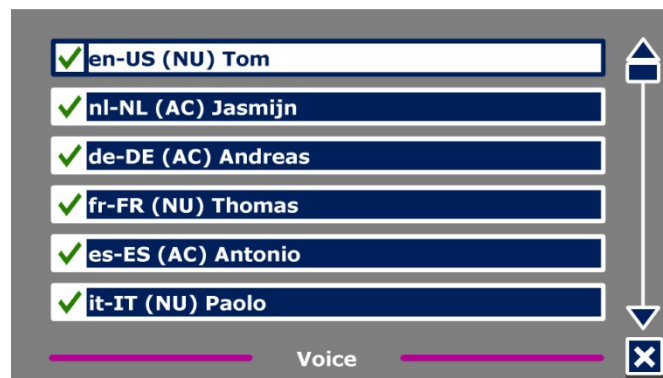 en-US (NU) Tom
nl-NL (AC) Jasmijn
de-DE (AC) Andreas
fr-FR (NU) Thomas
es-ES (AC) Antonio
it-IT (NU) Paolo
Voice